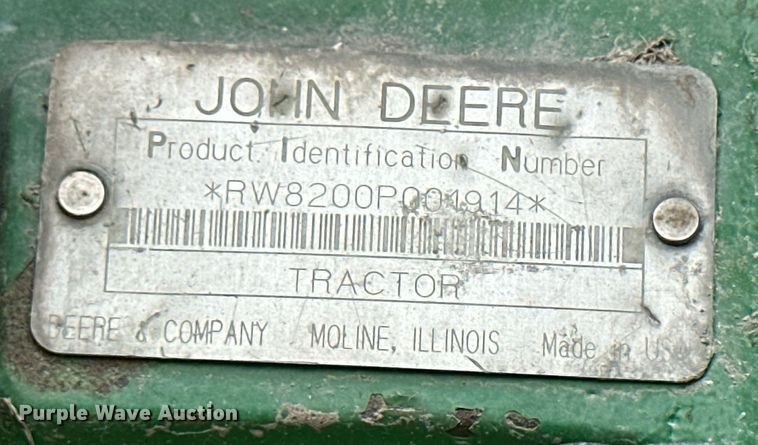 JOHN DEERE
Product Identification Number
*RW8200P001914*
TRACTOR
DEERE & COMPANY MOLINE, ILLINOIS Made in USA
Purple Wave Auction